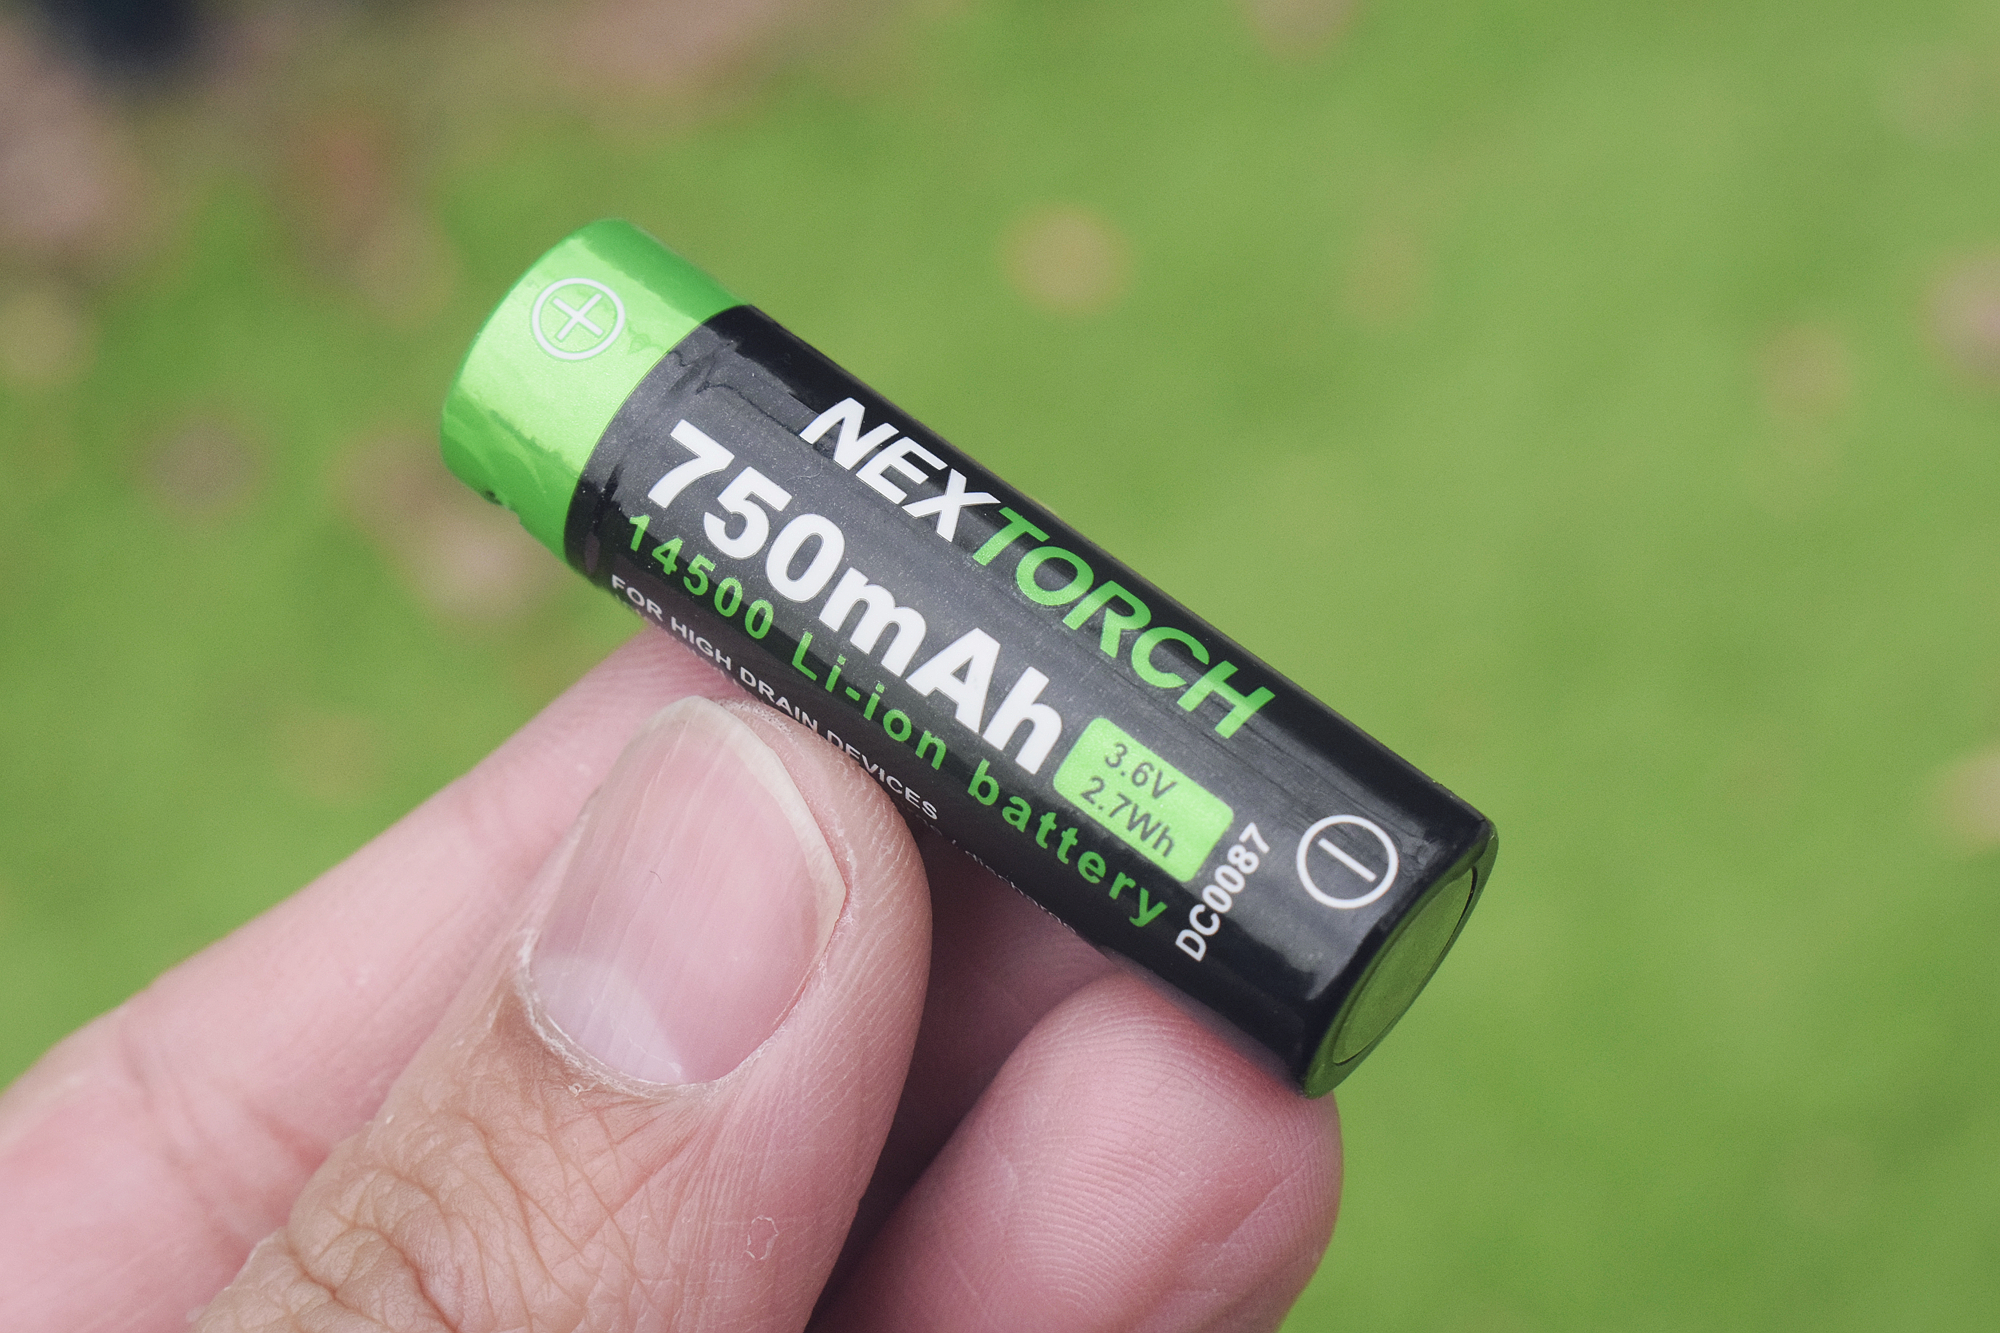 NEXTORCH
750mAh
3.6V
2.7Wh
14500 Li-ion battery
DC0087
FOR HIGH DRAIN DEVICES